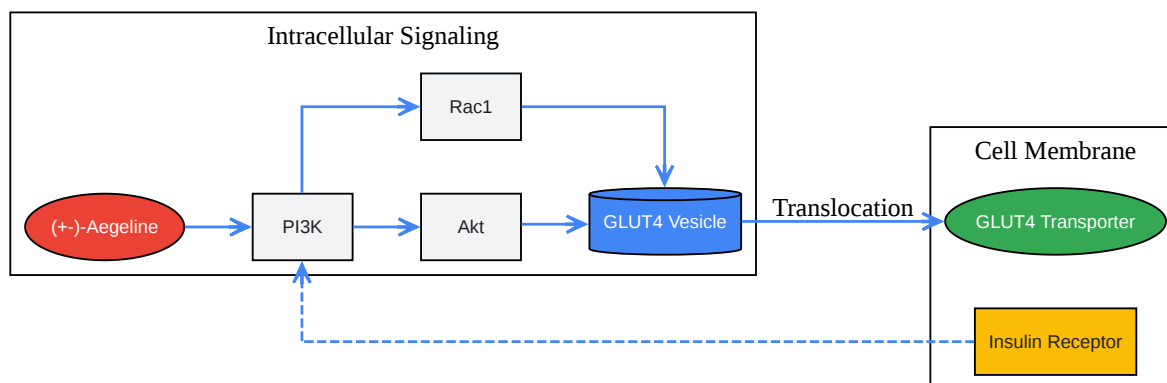 Intracellular Signaling
Rac1
Cell Membrane
(+-)-Aegeline
PI3K
Akt
GLUT4 Vesicle
Translocation
GLUT4 Transporter
Insulin Receptor